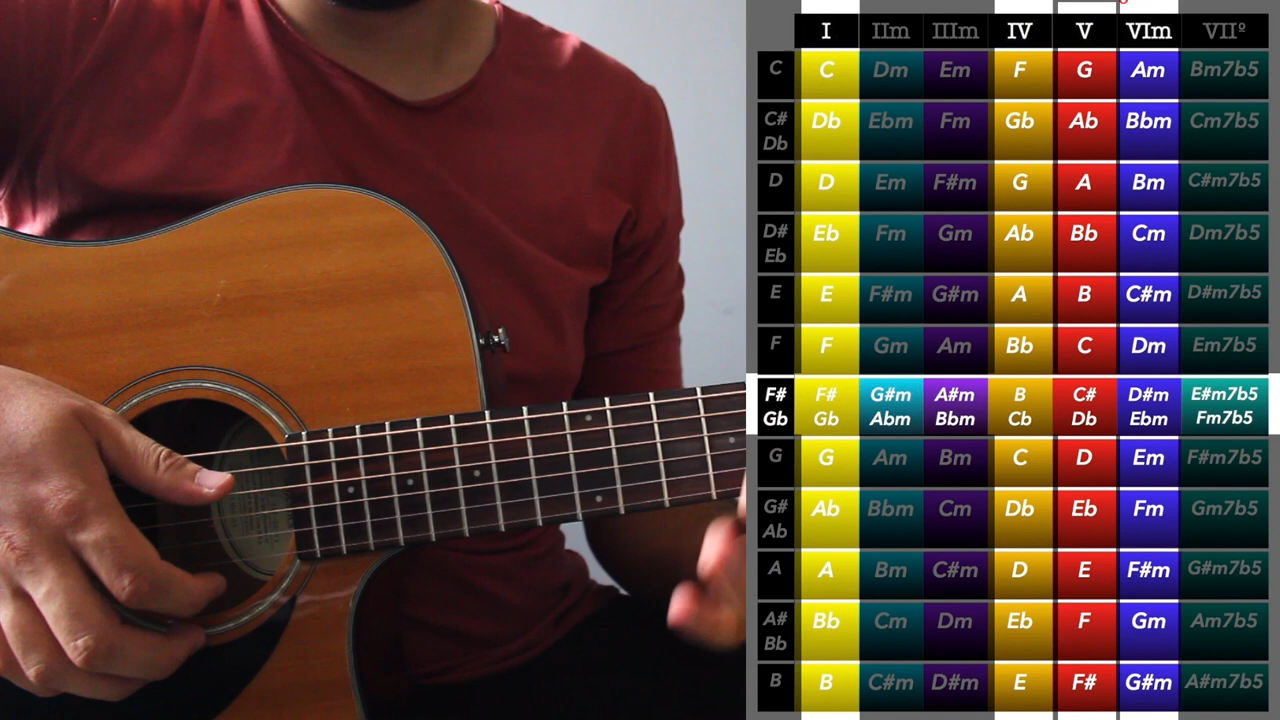 I IIm IIIm IV V VIm VIIº
C C Dm Em F G Am Bm7b5
C# Db Ebm Fm Gb Ab Bbm Cm7b5
Db
D D Em F#m G A Bm C#m7b5
D# Eb Fm Gm Ab Bb Cm Dm7b5
Eb
E E F#m G#m A B C#m D#m7b5
F F Gm Am Bb C Dm Em7b5
F# F# G#m A#m B C# D#m E#m7b5
Gb Gb Abm Bbm Cb Db Ebm Fm7b5
G G Am Bm C D Em F#m7b5
G# Ab Bbm Cm Db Eb Fm Gm7b5
Ab
A A Bm C#m D E F#m G#m7b5
A# Bb Cm Dm Eb F Gm Am7b5
Bb
B B C#m D#m E F# G#m A#m7b5